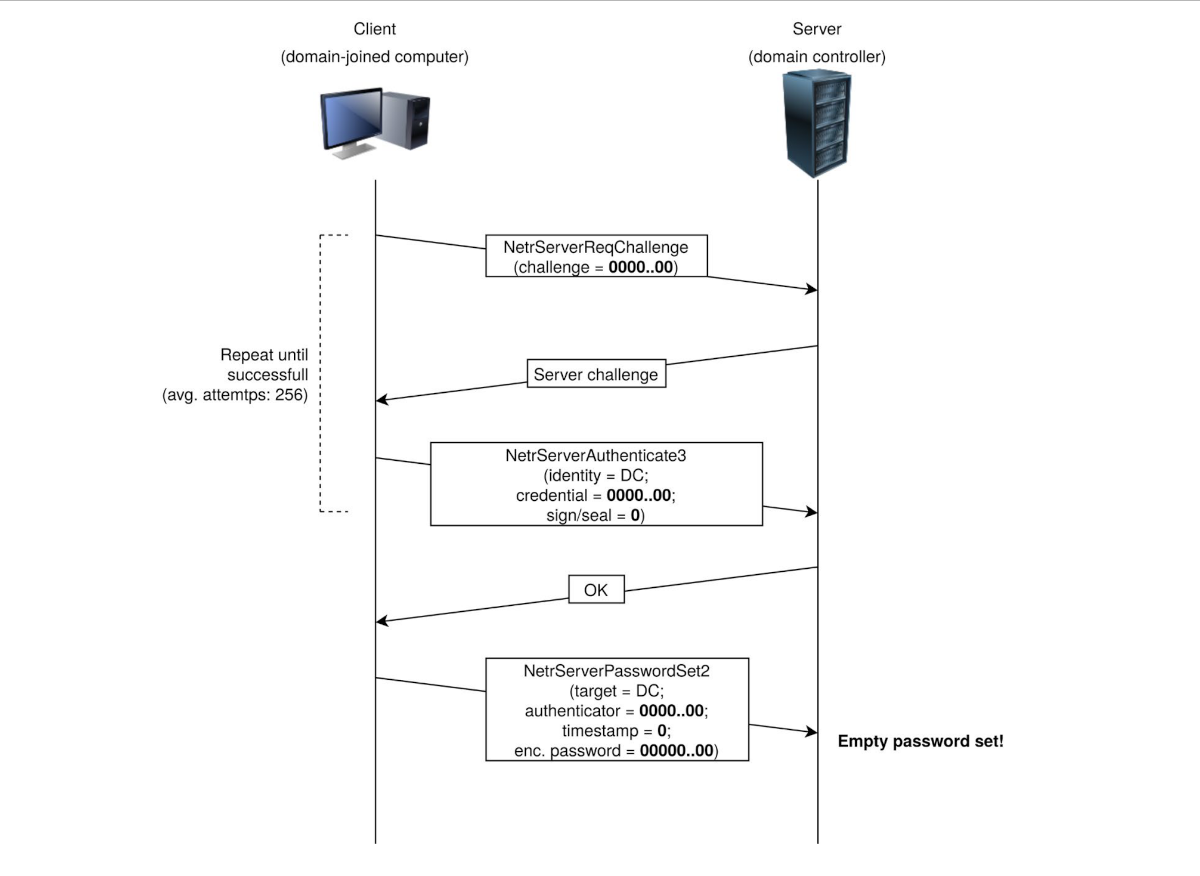 Client
(domain-joined computer)
Server
(domain controller)
NetrServerReqChallenge
(challenge = 0000..00)
Repeat until
successfull
(avg. attemtps: 256)
Server challenge
NetrServerAuthenticate3
(identity = DC;
credential = 0000..00;
sign/seal = 0)
OK
NetrServerPasswordSet2
(target = DC;
authenticator = 0000..00;
timestamp = 0;
enc. password = 00000..00)
Empty password set!